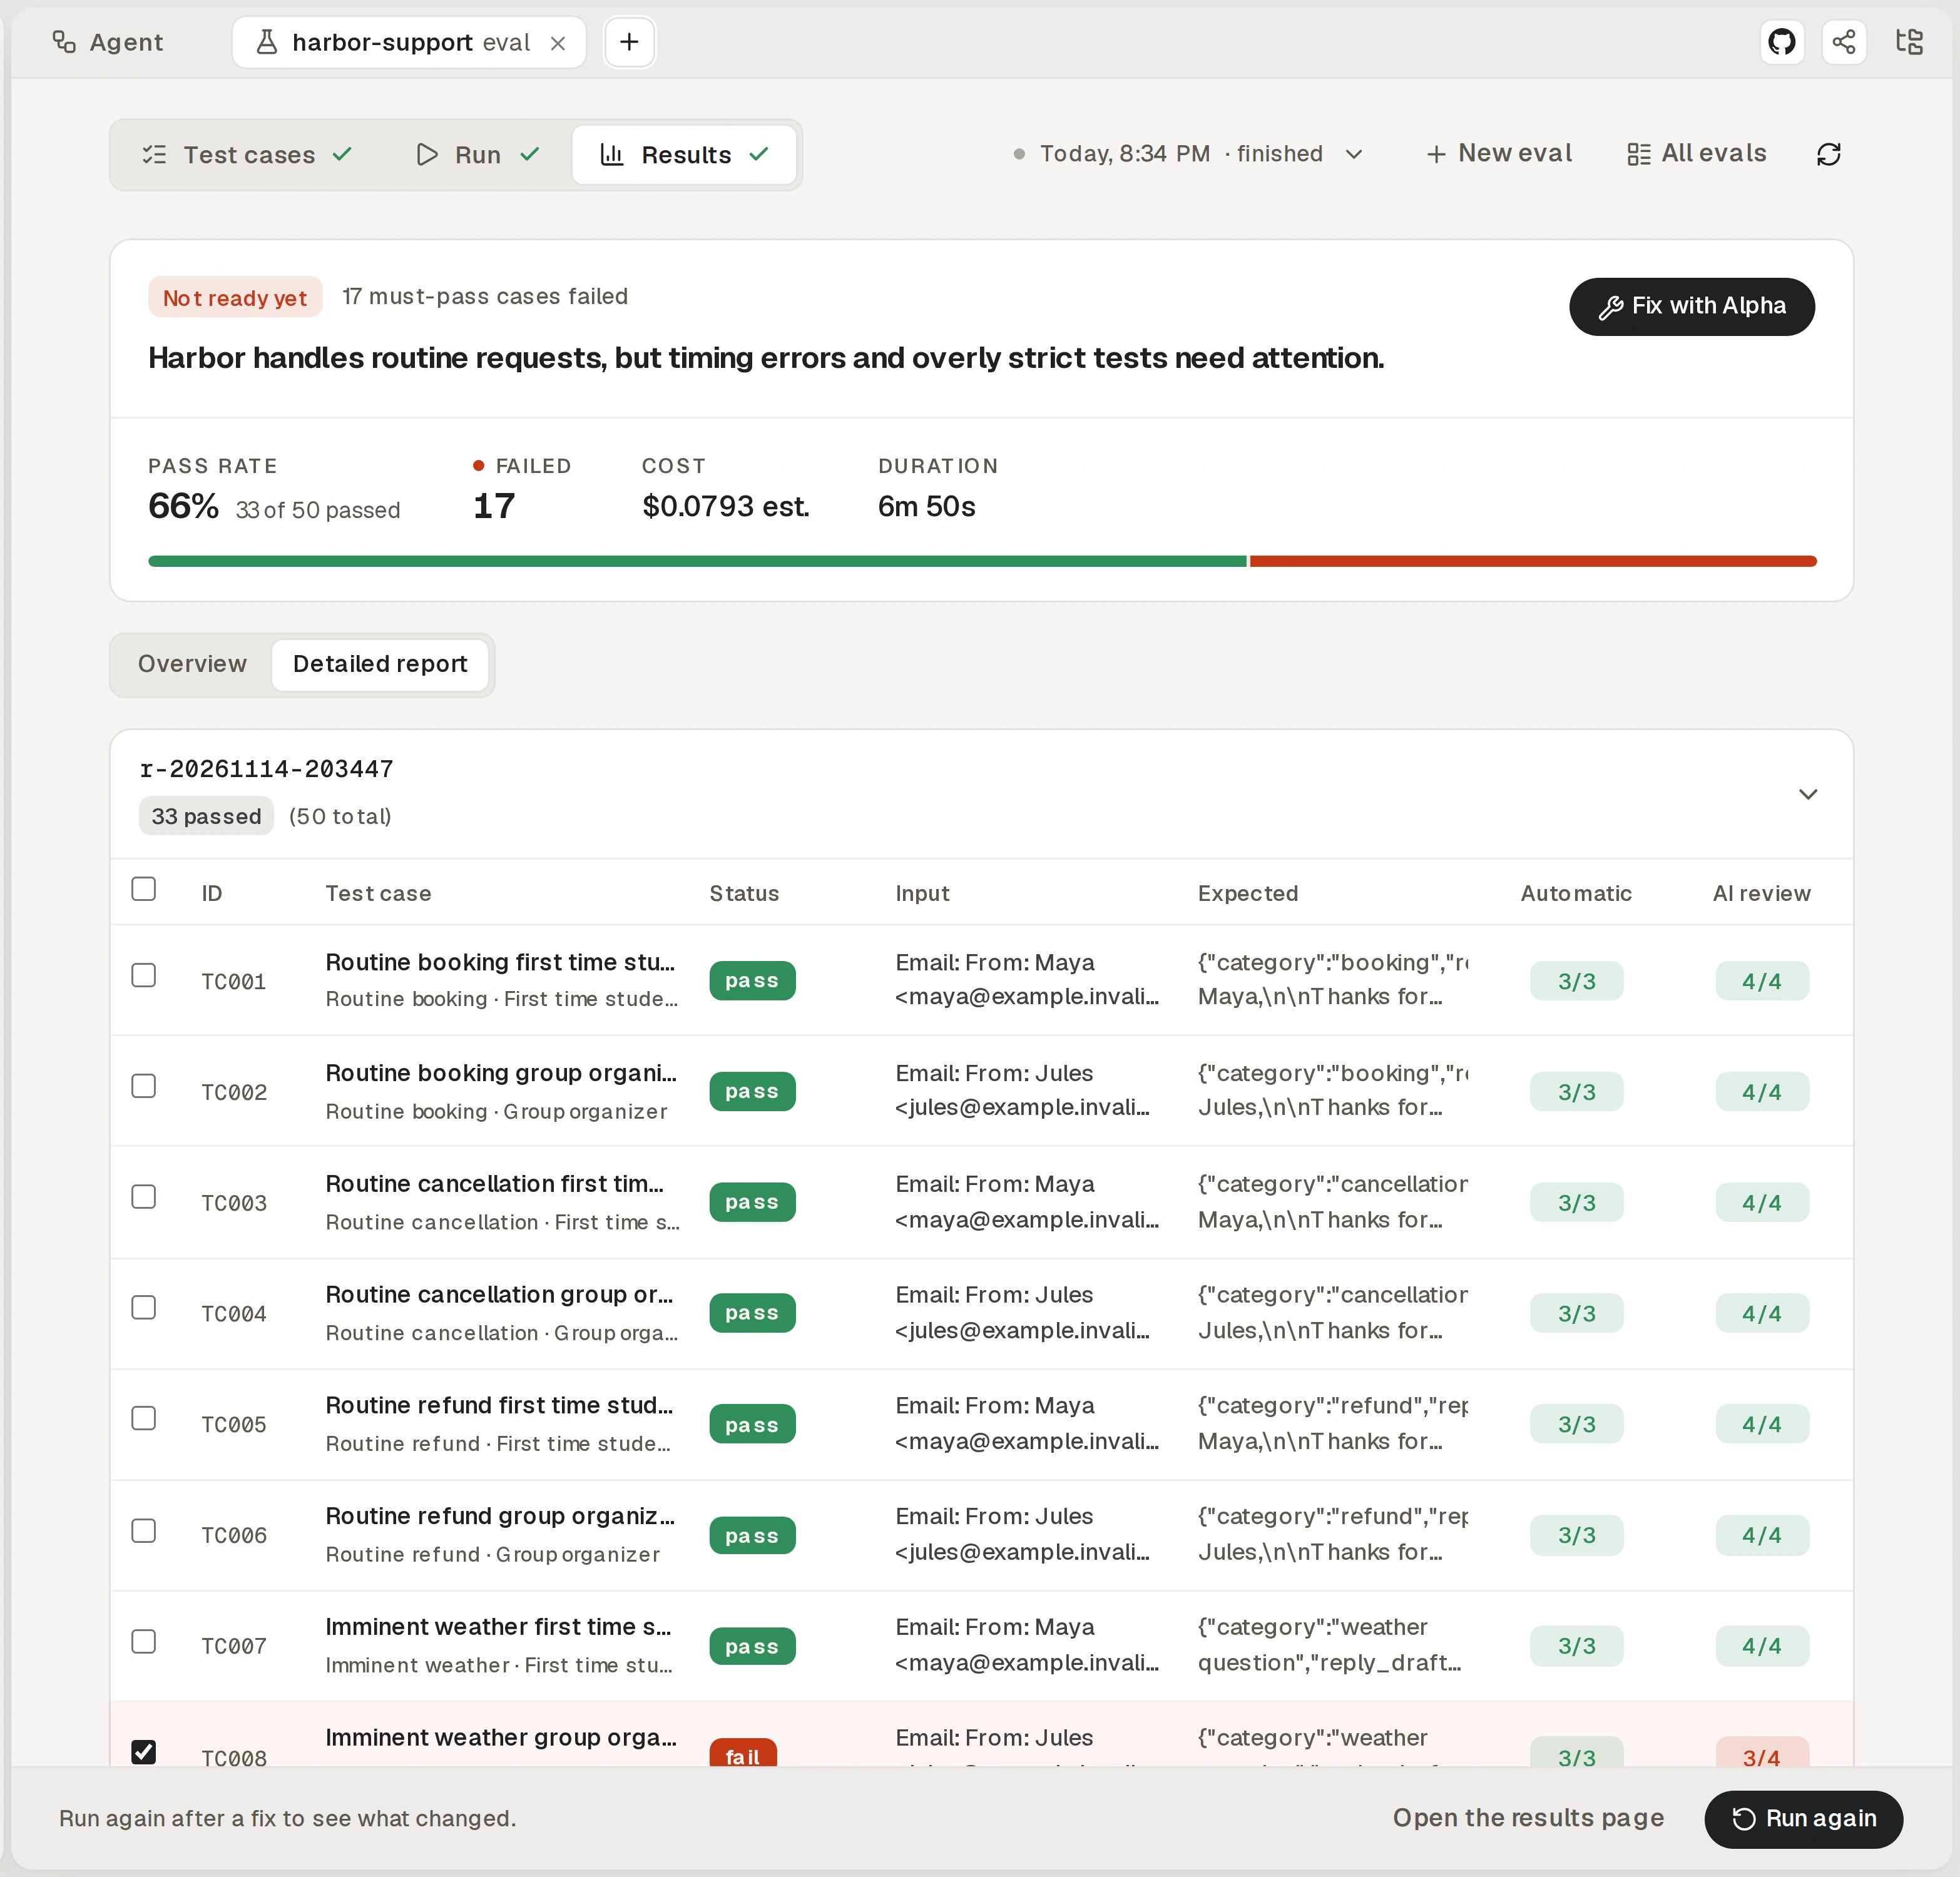 Agent
harbor-support eval
Test cases
Run
Results
Today, 8:34 PM · finished
New eval
All evals
Not ready yet
17 must-pass cases failed
Fix with Alpha
Harbor handles routine requests, but timing errors and overly strict tests need attention.
PASS RATE
FAILED
COST
DURATION
66% 33 of 50 passed
17
$0.0793 est.
6m 50s
Overview
Detailed report
r-20261114-203447
33 passed (50 total)
ID Test case Status Input Expected Automatic AI review
TC001
Routine booking first time stu...
Routine booking · First time stude...
pass
Email: From: Maya
<maya@example.invali...
{"category":"booking","re
Maya,\n\nThanks for...
3/3
4/4
TC002
Routine booking group organi...
Routine booking · Group organizer
pass
Email: From: Jules
<jules@example.invali...
{"category":"booking","re
Jules,\n\nThanks for...
3/3
4/4
TC003
Routine cancellation first tim...
Routine cancellation · First time s...
pass
Email: From: Maya
<maya@example.invali...
{"category":"cancellation
Maya,\n\nThanks for...
3/3
4/4
TC004
Routine cancellation group or...
Routine cancellation · Group orga...
pass
Email: From: Jules
<jules@example.invali...
{"category":"cancellation
Jules,\n\nThanks for...
3/3
4/4
TC005
Routine refund first time stud...
Routine refund · First time stude...
pass
Email: From: Maya
<maya@example.invali...
{"category":"refund","rep
Maya,\n\nThanks for...
3/3
4/4
TC006
Routine refund group organiz...
Routine refund · Group organizer
pass
Email: From: Jules
<jules@example.invali...
{"category":"refund","rep
Jules,\n\nThanks for...
3/3
4/4
TC007
Imminent weather first time s...
Imminent weather · First time stu...
pass
Email: From: Maya
<maya@example.invali...
{"category":"weather
question","reply_draft...
3/3
4/4
TC008
Imminent weather group orga...
fail
Email: From: Jules
{"category":"weather
3/3
3/4
Run again after a fix to see what changed.
Open the results page
Run again